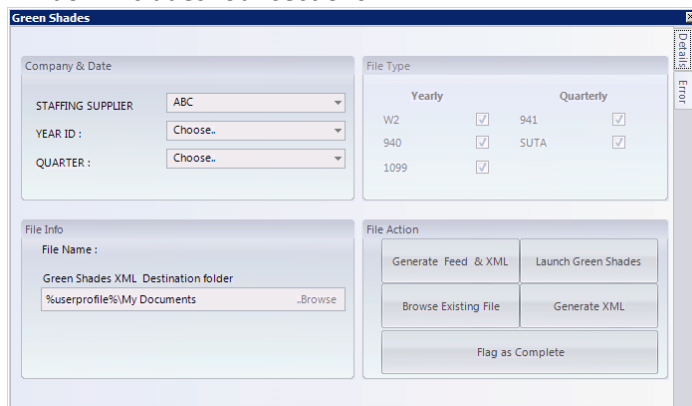 Green Shades
Details
Error
Company & Date
STAFFING SUPPLIER ABC
YEAR ID : Choose..
QUARTER : Choose..
File Type
Yearly Quarterly
W2 941
940 SUTA
1099
File Info
File Name :
Green Shades XML Destination folder
%userprofile%\My Documents ..Browse
File Action
Generate Feed & XML Launch Green Shades
Browse Existing File Generate XML
Flag as Complete